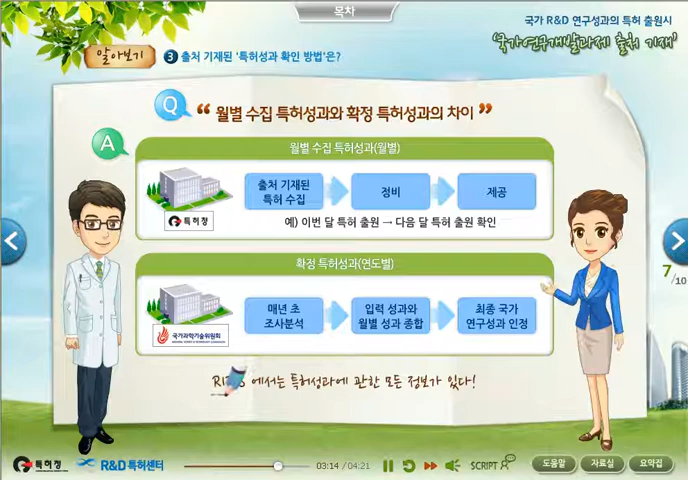 목차
국가 R&D 연구성과의 특허 출원시
'국가연구개발과제 출처 기재'
알아보기
3 출처 기재된 '특허성과 확인 방법'은?
Q
“ 월별 수집 특허성과와 확정 특허성과의 차이 ”
A
월별 수집 특허성과(월별)
출처 기재된
특허 수집
정비
제공
특허청
예) 이번 달 특허 출원 → 다음 달 특허 출원 확인
확정 특허성과(연도별)
매년 초
조사분석
입력 성과와
월별 성과 종합
최종 국가
연구성과 인정
국가과학기술위원회
에서는 특허성과에 관한 모든 정보가 있다!
7
/10
특허청
R&D 특허센터
03:14 / 04:21
SCRIPT
도움말
자료실
요약집